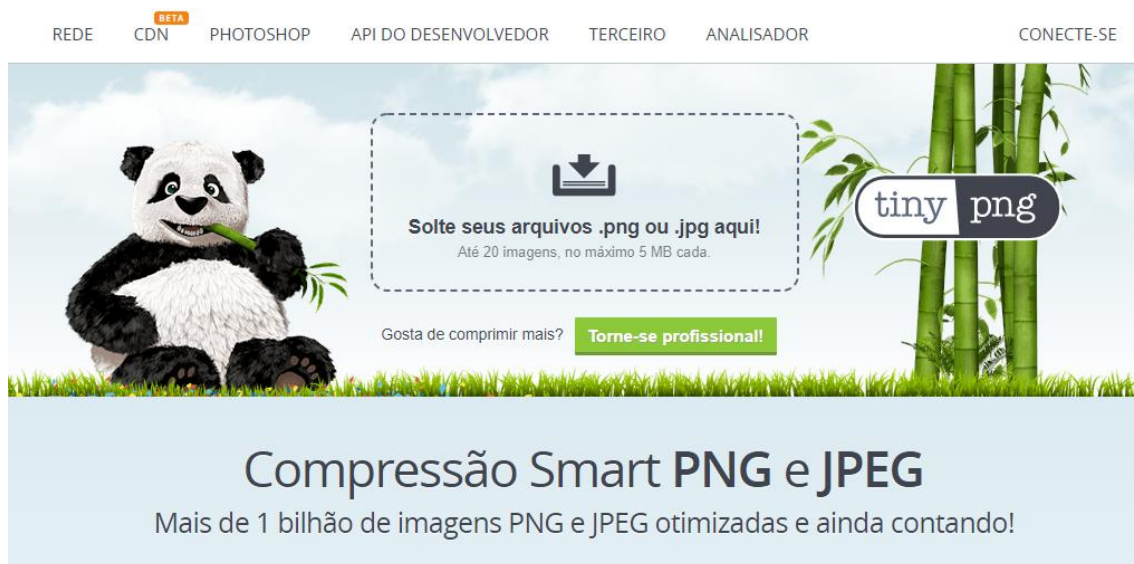 BETA
REDE CDN PHOTOSHOP API DO DESENVOLVEDOR TERCEIRO ANALISADOR CONECTE-SE
Solte seus arquivos .png ou .jpg aqui!
Até 20 imagens, no máximo 5 MB cada.
tiny png
Gosta de comprimir mais? Torne-se profissional!
Compressão Smart PNG e JPEG
Mais de 1 bilhão de imagens PNG e JPEG otimizadas e ainda contando!